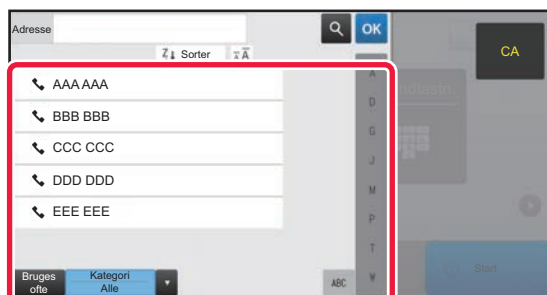 Adresse
OK
CA
Sorter
AAA AAA
BBB BBB
CCC CCC
DDD DDD
EEE EEE
A
D
G
J
M
P
T
W
Bruges
ofte
Kategori
Alle
ABC
Start